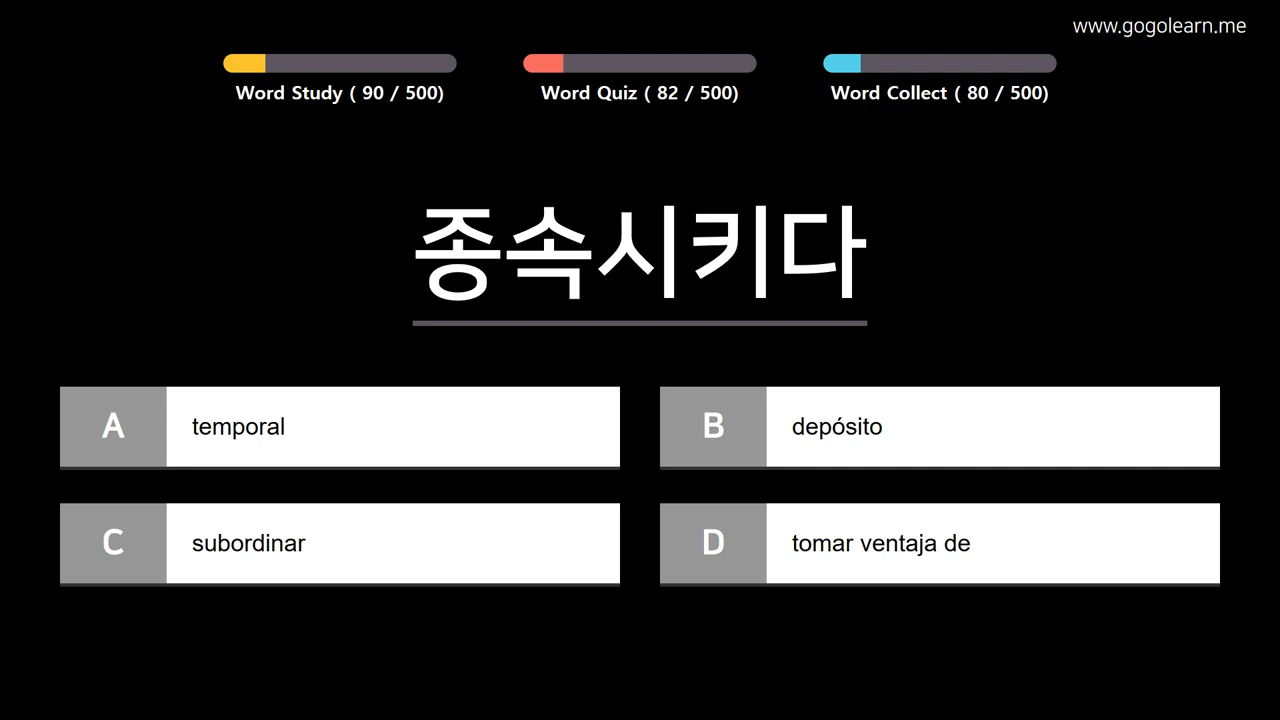 www.gogolearn.me
Word Study ( 90 / 500)
Word Quiz ( 82 / 500)
Word Collect ( 80 / 500)
종속시키다
A temporal
B depósito
C subordinar
D tomar ventaja de